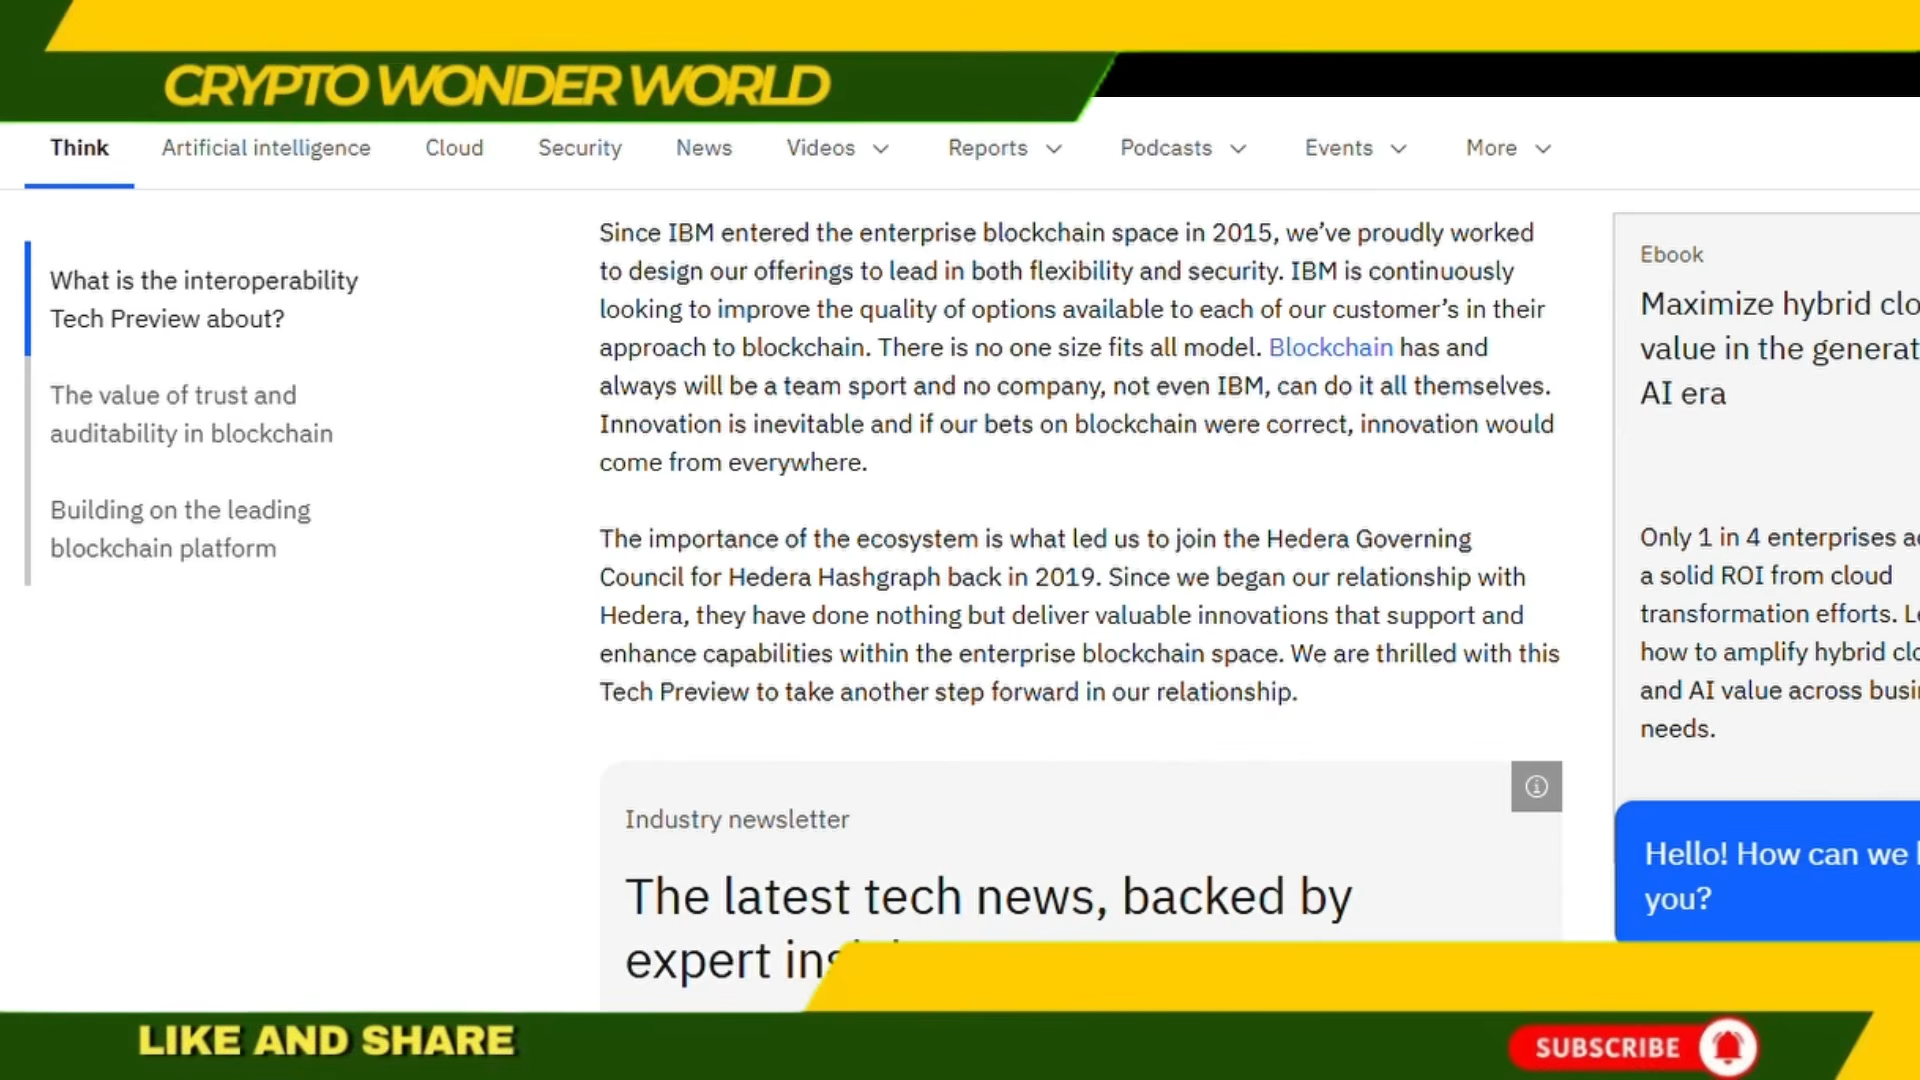 CRYPTO WONDER WORLD
Think Artificial intelligence Cloud Security News Videos Reports Podcasts Events More
What is the interoperability
Tech Preview about?
The value of trust and
auditability in blockchain
Building on the leading
blockchain platform
Since IBM entered the enterprise blockchain space in 2015, we’ve proudly worked
to design our offerings to lead in both flexibility and security. IBM is continuously
looking to improve the quality of options available to each of our customer’s in their
approach to blockchain. There is no one size fits all model. Blockchain has and
always will be a team sport and no company, not even IBM, can do it all themselves.
Innovation is inevitable and if our bets on blockchain were correct, innovation would
come from everywhere.
The importance of the ecosystem is what led us to join the Hedera Governing
Council for Hedera Hashgraph back in 2019. Since we began our relationship with
Hedera, they have done nothing but deliver valuable innovations that support and
enhance capabilities within the enterprise blockchain space. We are thrilled with this
Tech Preview to take another step forward in our relationship.
Industry newsletter
The latest tech news, backed by
expert
Ebook
Maximize hybrid
value in the
AI era
Only 1 in 4 enterprises
a solid ROI from cloud
transformation efforts.
how to amplify hybrid
and AI value across
needs.
Hello! How can we
you?
LIKE AND SHARE
SUBSCRIBE